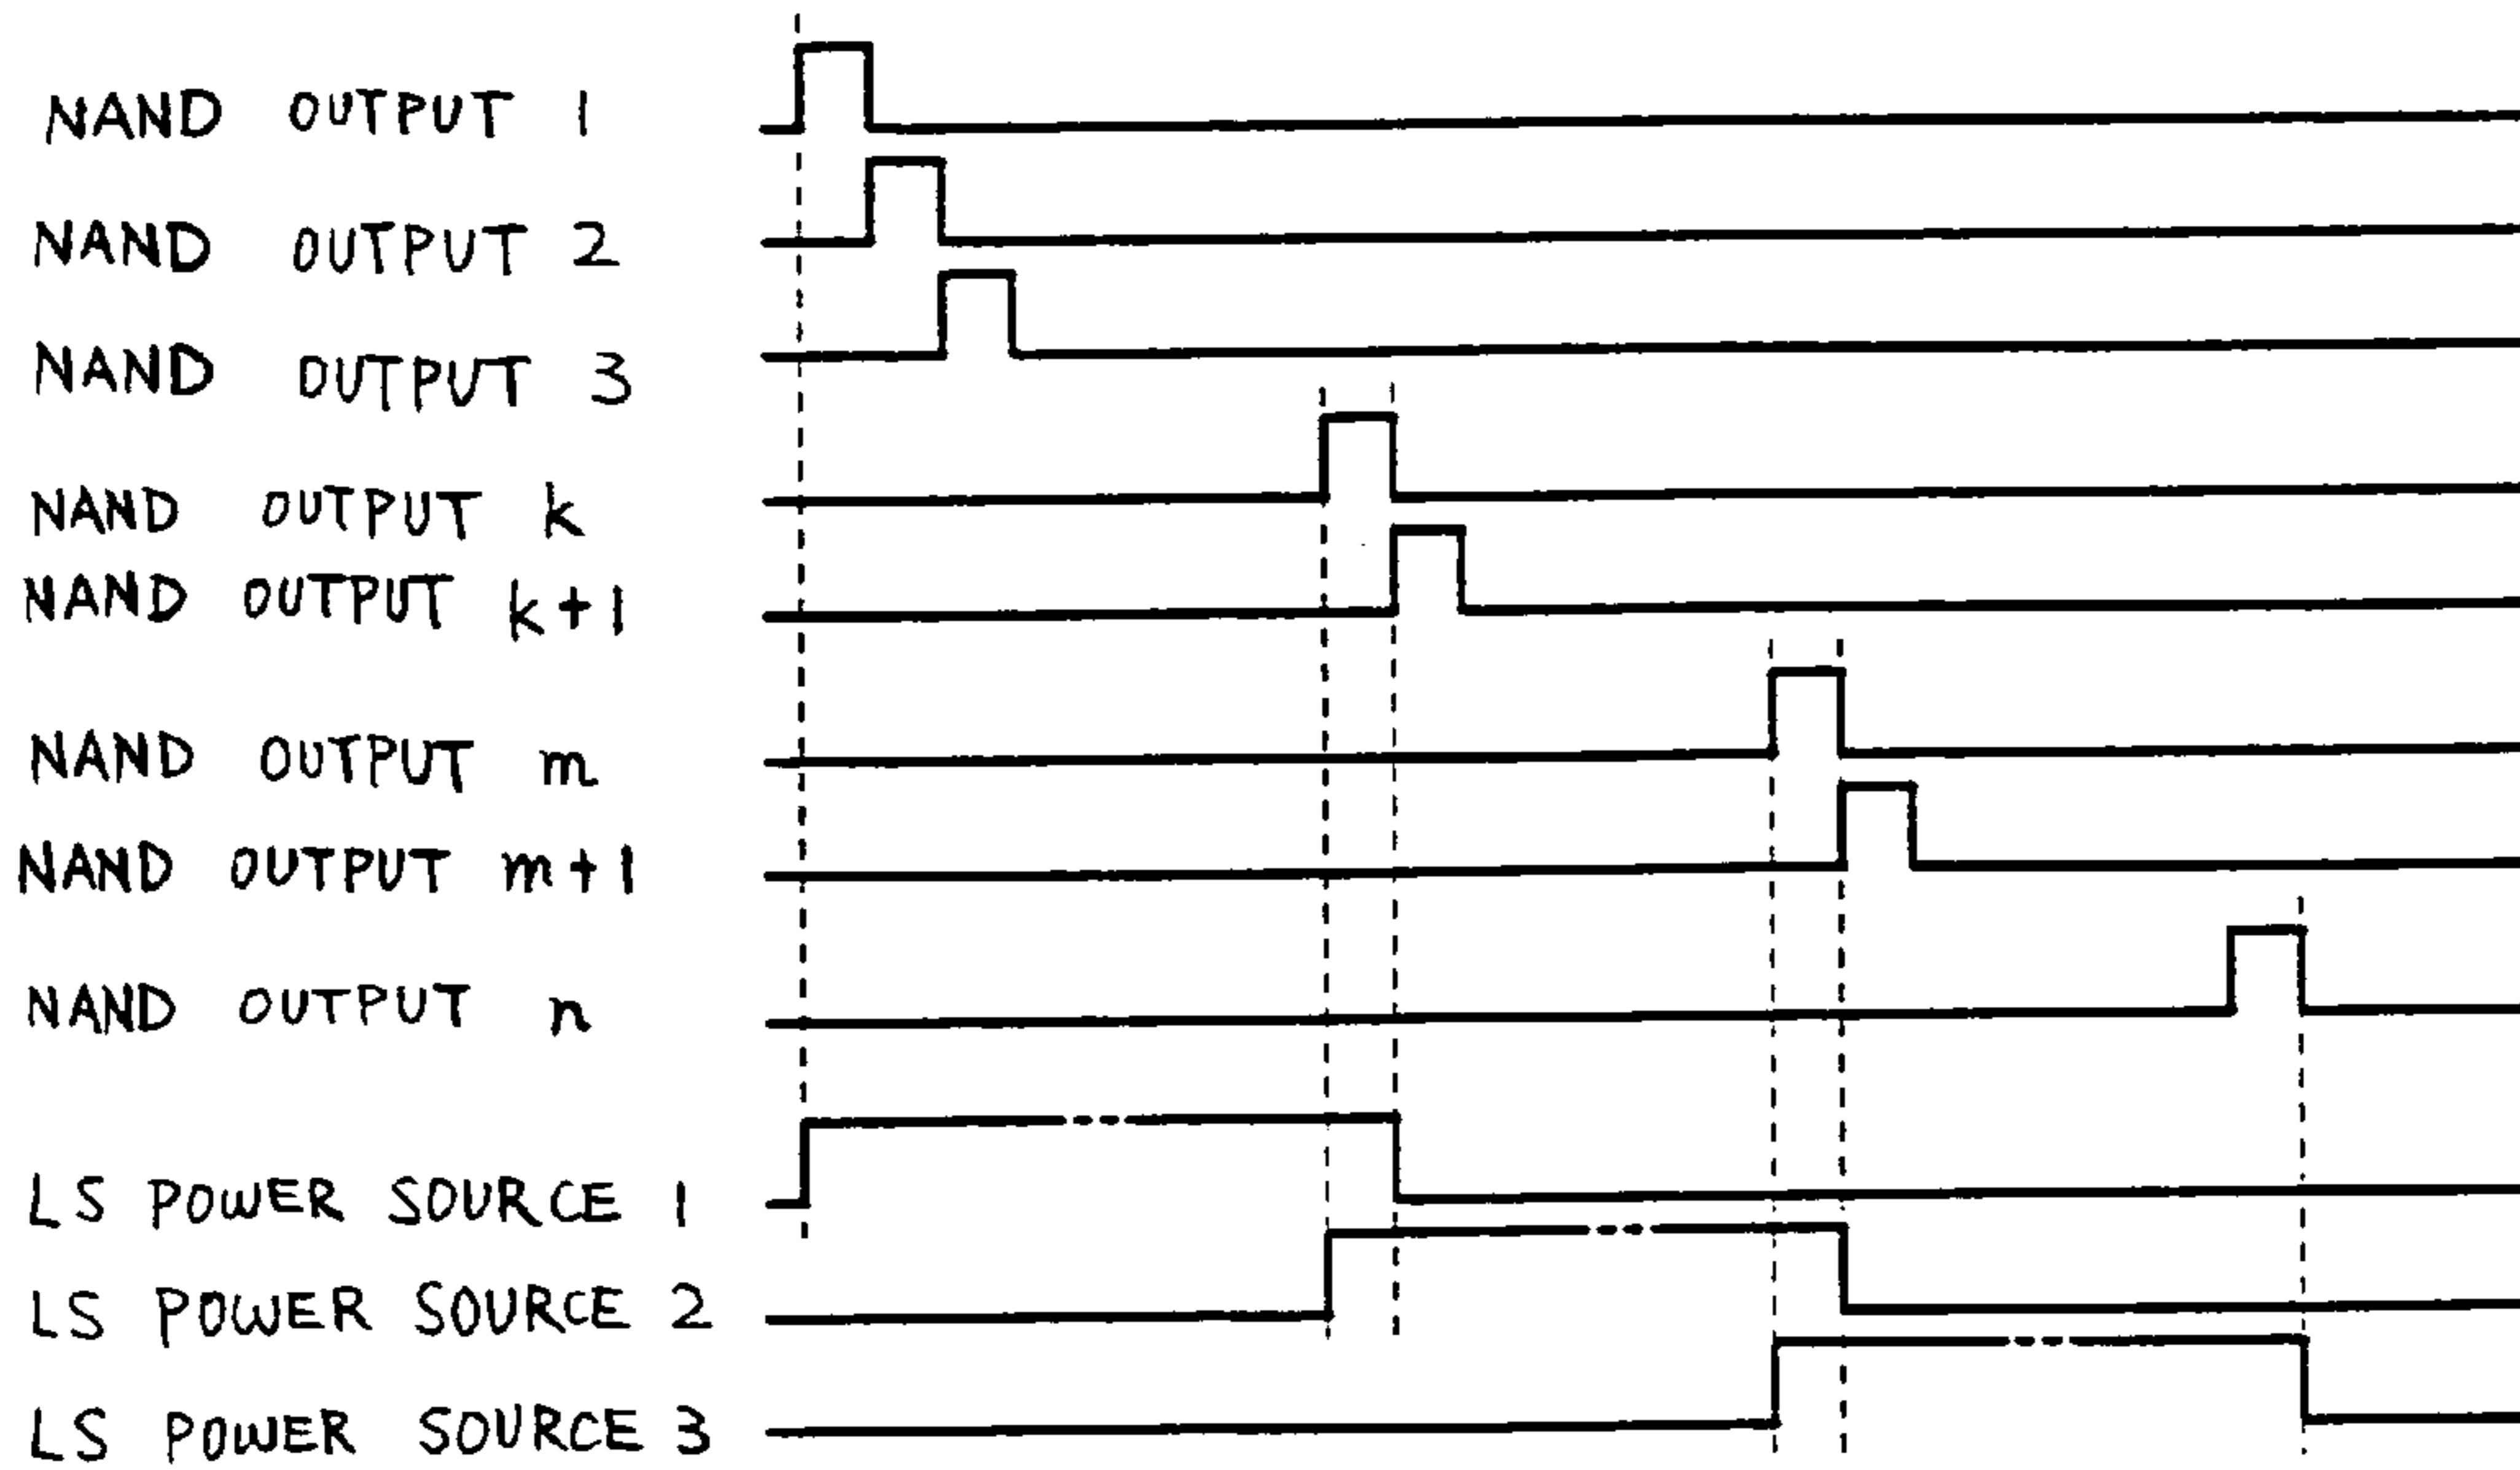 NAND OUTPUT 1
NAND OUTPUT 2
NAND OUTPUT 3
NAND OUTPUT k
NAND OUTPUT k+1
NAND OUTPUT m
NAND OUTPUT m+1
NAND OUTPUT n
LS POWER SOURCE 1
LS POWER SOURCE 2
LS POWER SOURCE 3